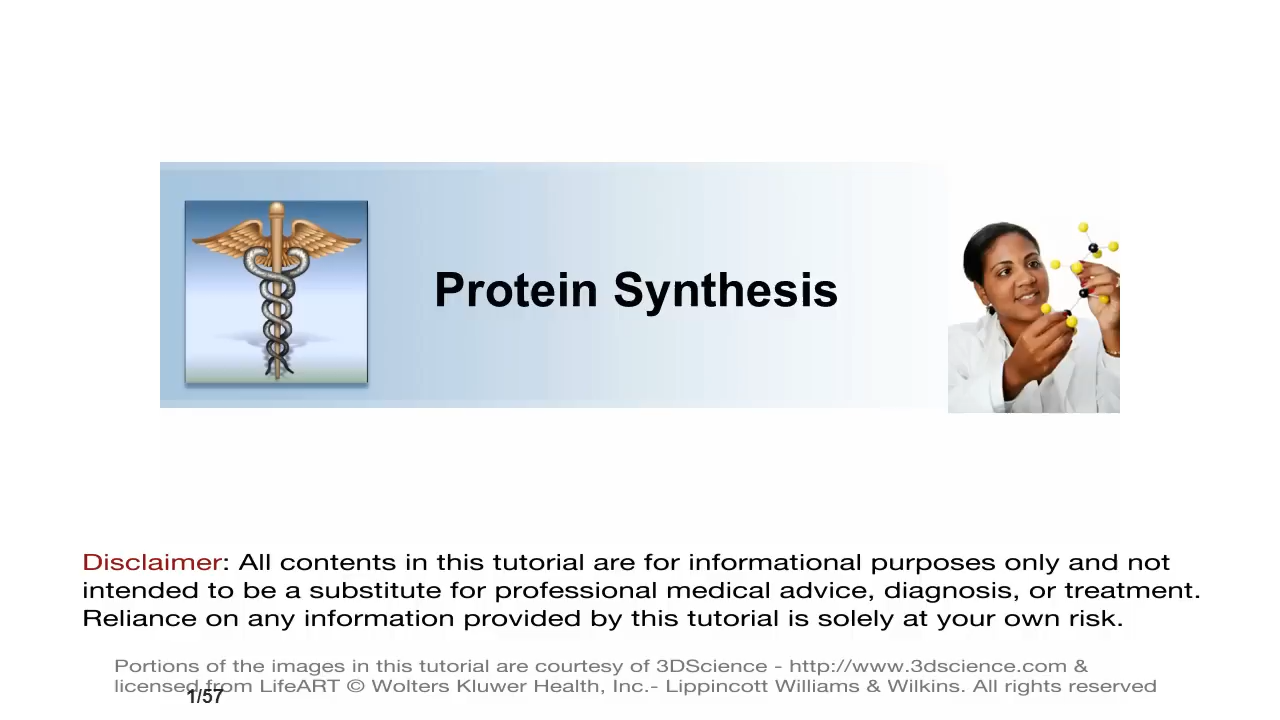 Protein Synthesis
Disclaimer: All contents in this tutorial are for informational purposes only and not
intended to be a substitute for professional medical advice, diagnosis, or treatment.
Reliance on any information provided by this tutorial is solely at your own risk.
Portions of the images in this tutorial are courtesy of 3DScience - http://www.3dscience.com &
licensed from LifeART © Wolters Kluwer Health, Inc.- Lippincott Williams & Wilkins. All rights reserved
1/57